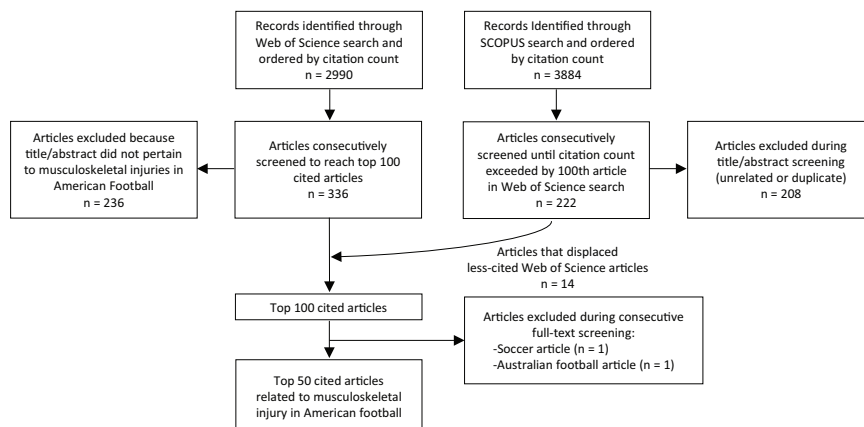 Records identified through
Web of Science search and
ordered by citation count
n = 2990
Records Identified through
SCOPUS search and ordered
by citation count
n = 3884
Articles excluded because
title/abstract did not pertain
to musculoskeletal injuries in
American Football
n = 236
Articles consecutively
screened to reach top 100
cited articles
n = 336
Articles consecutively
screened until citation count
exceeded by 100th article
in Web of Science search
n = 222
Articles excluded during
title/abstract screening
(unrelated or duplicate)
n = 208
Articles that displaced
less-cited Web of Science articles
n = 14
Top 100 cited articles
Articles excluded during consecutive
full-text screening:
-Soccer article (n = 1)
-Australian football article (n = 1)
Top 50 cited articles
related to musculoskeletal
injury in American football